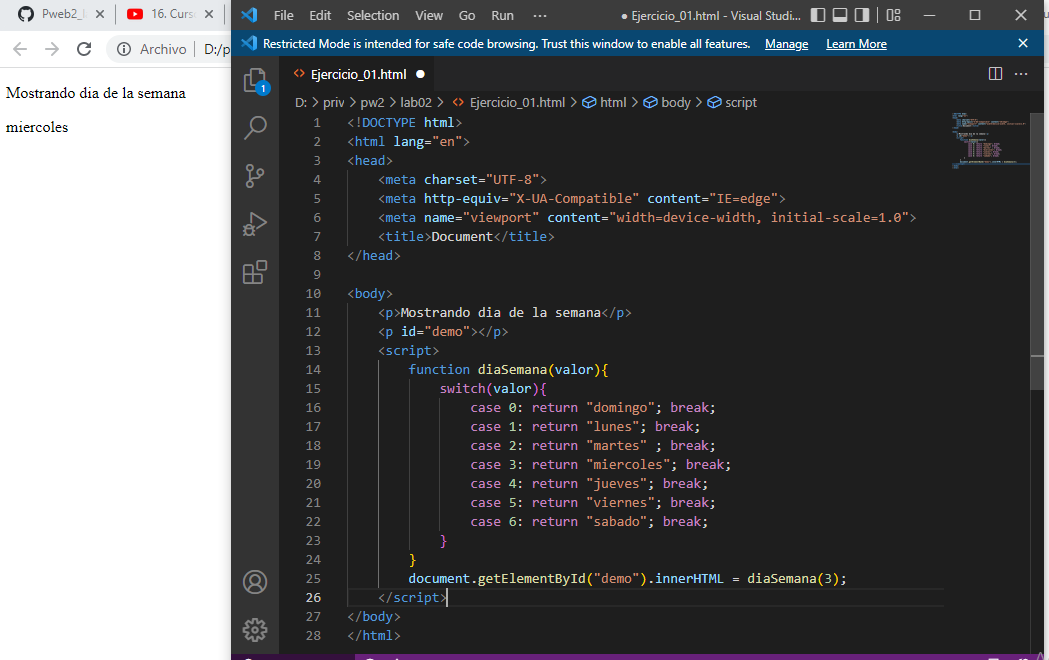 Pweb2_
16. Curs
Archivo
D:/p
Mostrando dia de la semana
miercoles
File Edit Selection View Go Run ···
● Ejercicio_01.html - Visual Studi...
Restricted Mode is intended for safe code browsing. Trust this window to enable all features. Manage Learn More
1
Ejercicio_01.html
D: > priv > pw2 > lab02 > Ejercicio_01.html > html > body > script
1 <!DOCTYPE html>
2 <html lang="en">
3 <head>
4 <meta charset="UTF-8">
5 <meta http-equiv="X-UA-Compatible" content="IE=edge">
6 <meta name="viewport" content="width=device-width, initial-scale=1.0">
7 <title>Document</title>
8 </head>
9
10 <body>
11 <p>Mostrando dia de la semana</p>
12 <p id="demo"></p>
13 <script>
14 function diaSemana(valor){
15 switch(valor){
16 case 0: return "domingo"; break;
17 case 1: return "lunes"; break;
18 case 2: return "martes" ; break;
19 case 3: return "miercoles"; break;
20 case 4: return "jueves"; break;
21 case 5: return "viernes"; break;
22 case 6: return "sabado"; break;
23 }
24 }
25 document.getElementById("demo").innerHTML = diaSemana(3);
26 </script>
27 </body>
28 </html>